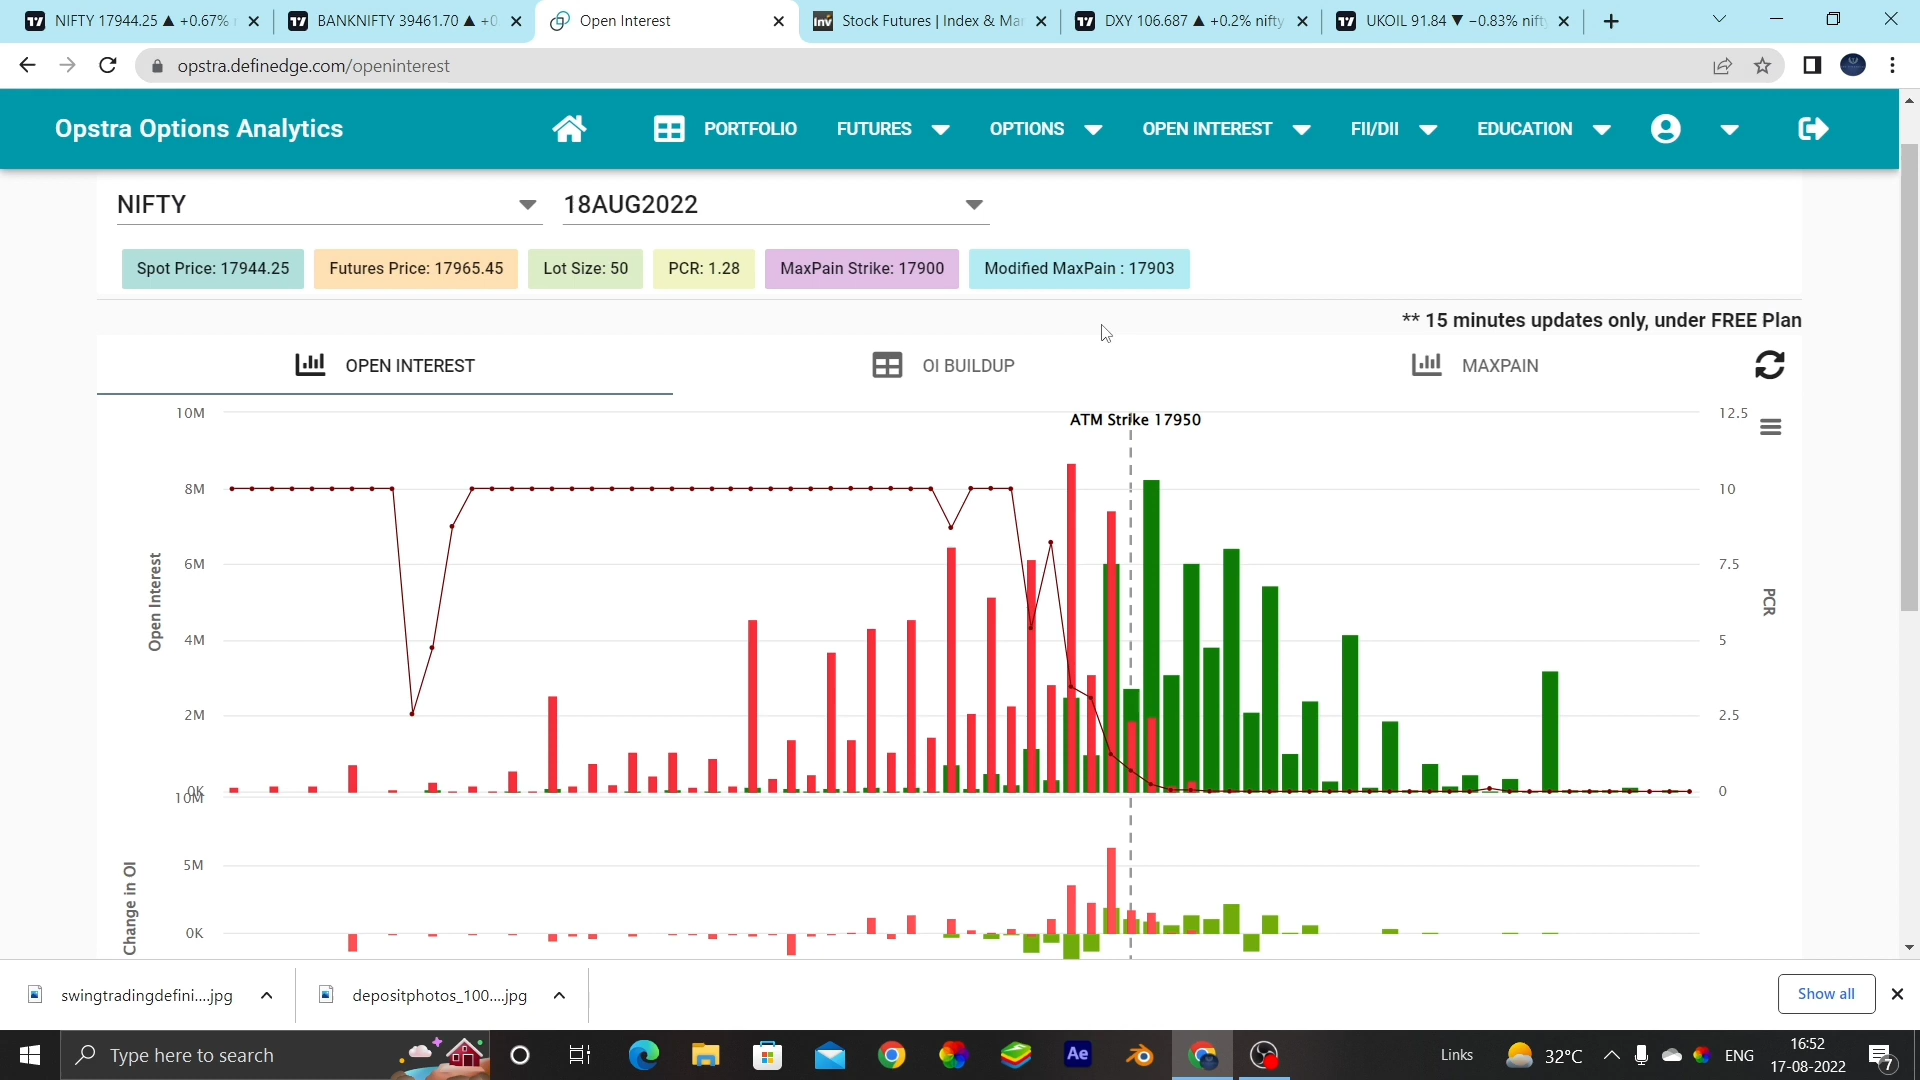 NIFTY 17944.25 ▲ +0.67%
BANKNIFTY 39461.70 ▲ +0
Open Interest
Stock Futures | Index & Mar
DXY 106.687 ▲ +0.2% nifty
UKOIL 91.84 ▼ −0.83% nift
opstra.definedge.com/openinterest
Opstra Options Analytics
PORTFOLIO
FUTURES
OPTIONS
OPEN INTEREST
FII/DII
EDUCATION
NIFTY
18AUG2022
Spot Price: 17944.25
Futures Price: 17965.45
Lot Size: 50
PCR: 1.28
MaxPain Strike: 17900
Modified MaxPain : 17903
** 15 minutes updates only, under FREE Plan
OPEN INTEREST
OI BUILDUP
MAXPAIN
ATM Strike 17950
10M
8M
6M
4M
2M
0K
Open Interest
12.5
10
7.5
5
2.5
0
PCR
10M
5M
0K
Change in OI
swingtradingdefini....jpg
depositphotos_100....jpg
Show all
Type here to search
Ae
Links
32°C
ENG
16:52
17-08-2022
7